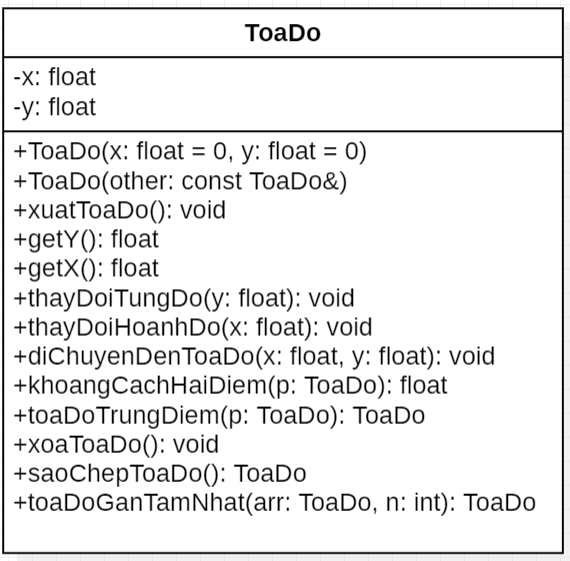 ToaDo
-x: float
-y: float
+ToaDo(x: float = 0, y: float = 0)
+ToaDo(other: const ToaDo&)
+xuatToaDo(): void
+getY(): float
+getX(): float
+thayDoiTungDo(y: float): void
+thayDoiHoanhDo(x: float): void
+diChuyenDenToaDo(x: float, y: float): void
+khoangCachHaiDiem(p: ToaDo): float
+toaDoTrungDiem(p: ToaDo): ToaDo
+xoaToaDo(): void
+saoChepToaDo(): ToaDo
+toaDoGanTamNhat(arr: ToaDo, n: int): ToaDo